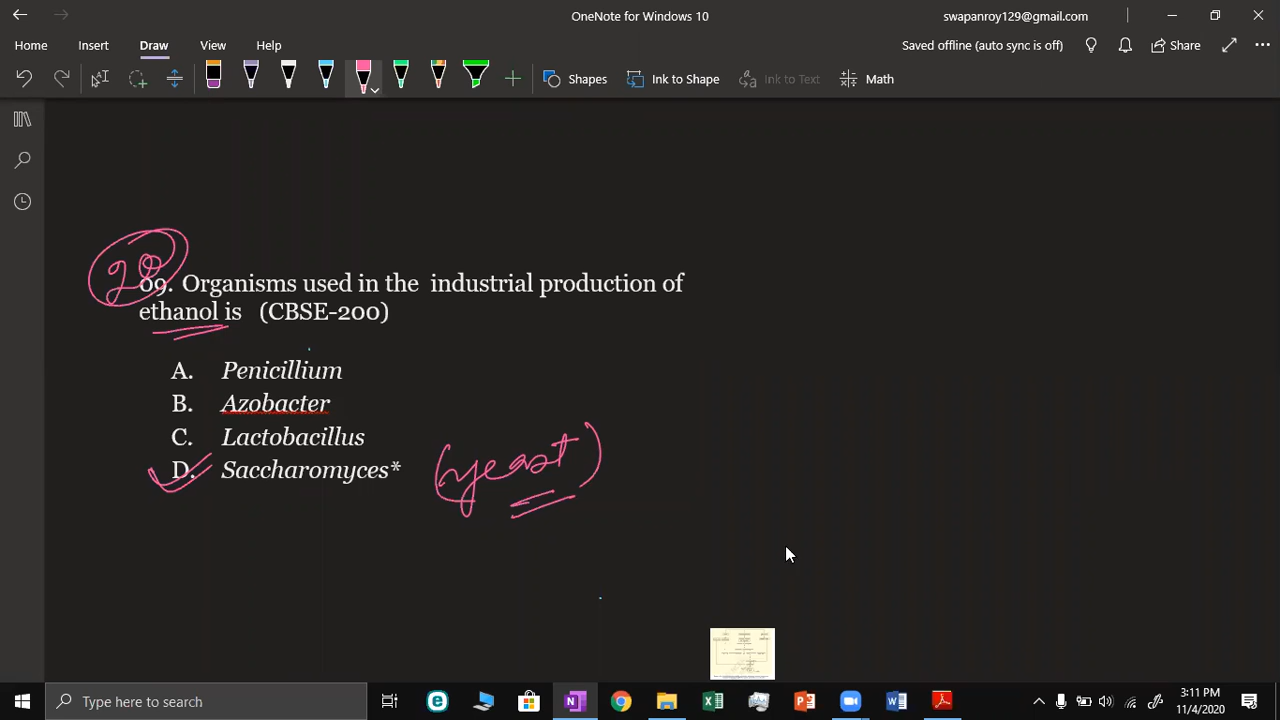 OneNote for Windows 10
swapanroy129@gmail.com
Home Insert Draw View Help
Saved offline (auto sync is off)
Share
Shapes
Ink to Shape
Ink to Text
Math
20
09. Organisms used in the industrial production of
ethanol is (CBSE-200)
A. Penicillium
B. Azobacter
C. Lactobacillus
D. Saccharomyces*
(yeast)
Type here to search
3:11 PM
11/4/2020